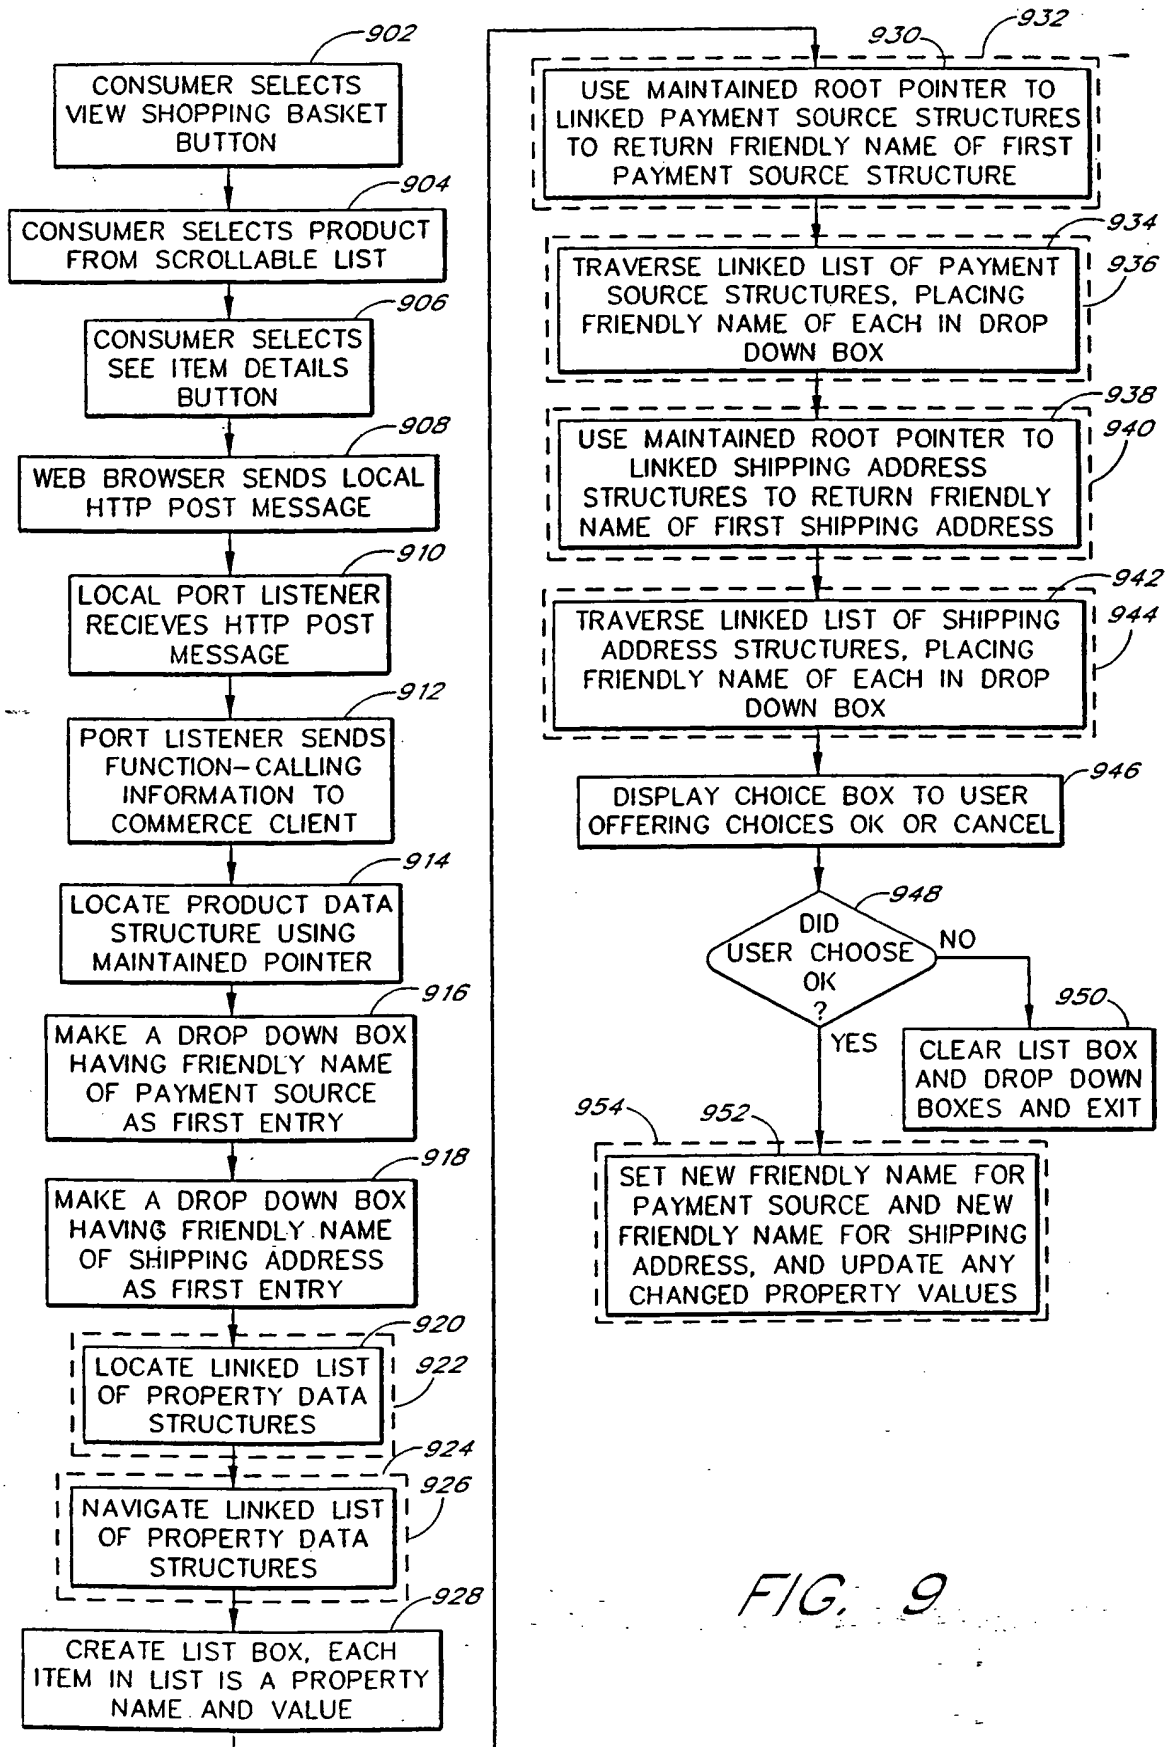 902
CONSUMER SELECTS
VIEW SHOPPING BASKET
BUTTON
904
CONSUMER SELECTS PRODUCT
FROM SCROLLABLE LIST
906
CONSUMER SELECTS
SEE ITEM DETAILS
BUTTON
908
WEB BROWSER SENDS LOCAL
HTTP POST MESSAGE
910
LOCAL PORT LISTENER
RECIEVES HTTP POST
MESSAGE
912
PORT LISTENER SENDS
FUNCTION-CALLING
INFORMATION TO
COMMERCE CLIENT
914
LOCATE PRODUCT DATA
STRUCTURE USING
MAINTAINED POINTER
916
MAKE A DROP DOWN BOX
HAVING FRIENDLY NAME
OF PAYMENT SOURCE
AS FIRST ENTRY
918
MAKE A DROP DOWN BOX
HAVING FRIENDLY NAME
OF SHIPPING ADDRESS
AS FIRST ENTRY
920
LOCATE LINKED LIST
OF PROPERTY DATA
STRUCTURES
922
924
NAVIGATE LINKED LIST
OF PROPERTY DATA
STRUCTURES
926
928
CREATE LIST BOX, EACH
ITEM IN LIST IS A PROPERTY
NAME AND VALUE
930
932
USE MAINTAINED ROOT POINTER TO
LINKED PAYMENT SOURCE STRUCTURES
TO RETURN FRIENDLY NAME OF FIRST
PAYMENT SOURCE STRUCTURE
934
936
TRAVERSE LINKED LIST OF PAYMENT
SOURCE STRUCTURES, PLACING
FRIENDLY NAME OF EACH IN DROP
DOWN BOX
938
940
USE MAINTAINED ROOT POINTER TO
LINKED SHIPPING ADDRESS
STRUCTURES TO RETURN FRIENDLY
NAME OF FIRST SHIPPING ADDRESS
942
944
TRAVERSE LINKED LIST OF SHIPPING
ADDRESS STRUCTURES, PLACING
FRIENDLY NAME OF EACH IN DROP
DOWN BOX
946
DISPLAY CHOICE BOX TO USER
OFFERING CHOICES OK OR CANCEL
948
DID
USER CHOOSE
OK
?
NO
YES
950
CLEAR LIST BOX
AND DROP DOWN
BOXES AND EXIT
954
952
SET NEW FRIENDLY NAME FOR
PAYMENT SOURCE AND NEW
FRIENDLY NAME FOR SHIPPING
ADDRESS, AND UPDATE ANY
CHANGED PROPERTY VALUES
FIG. 9